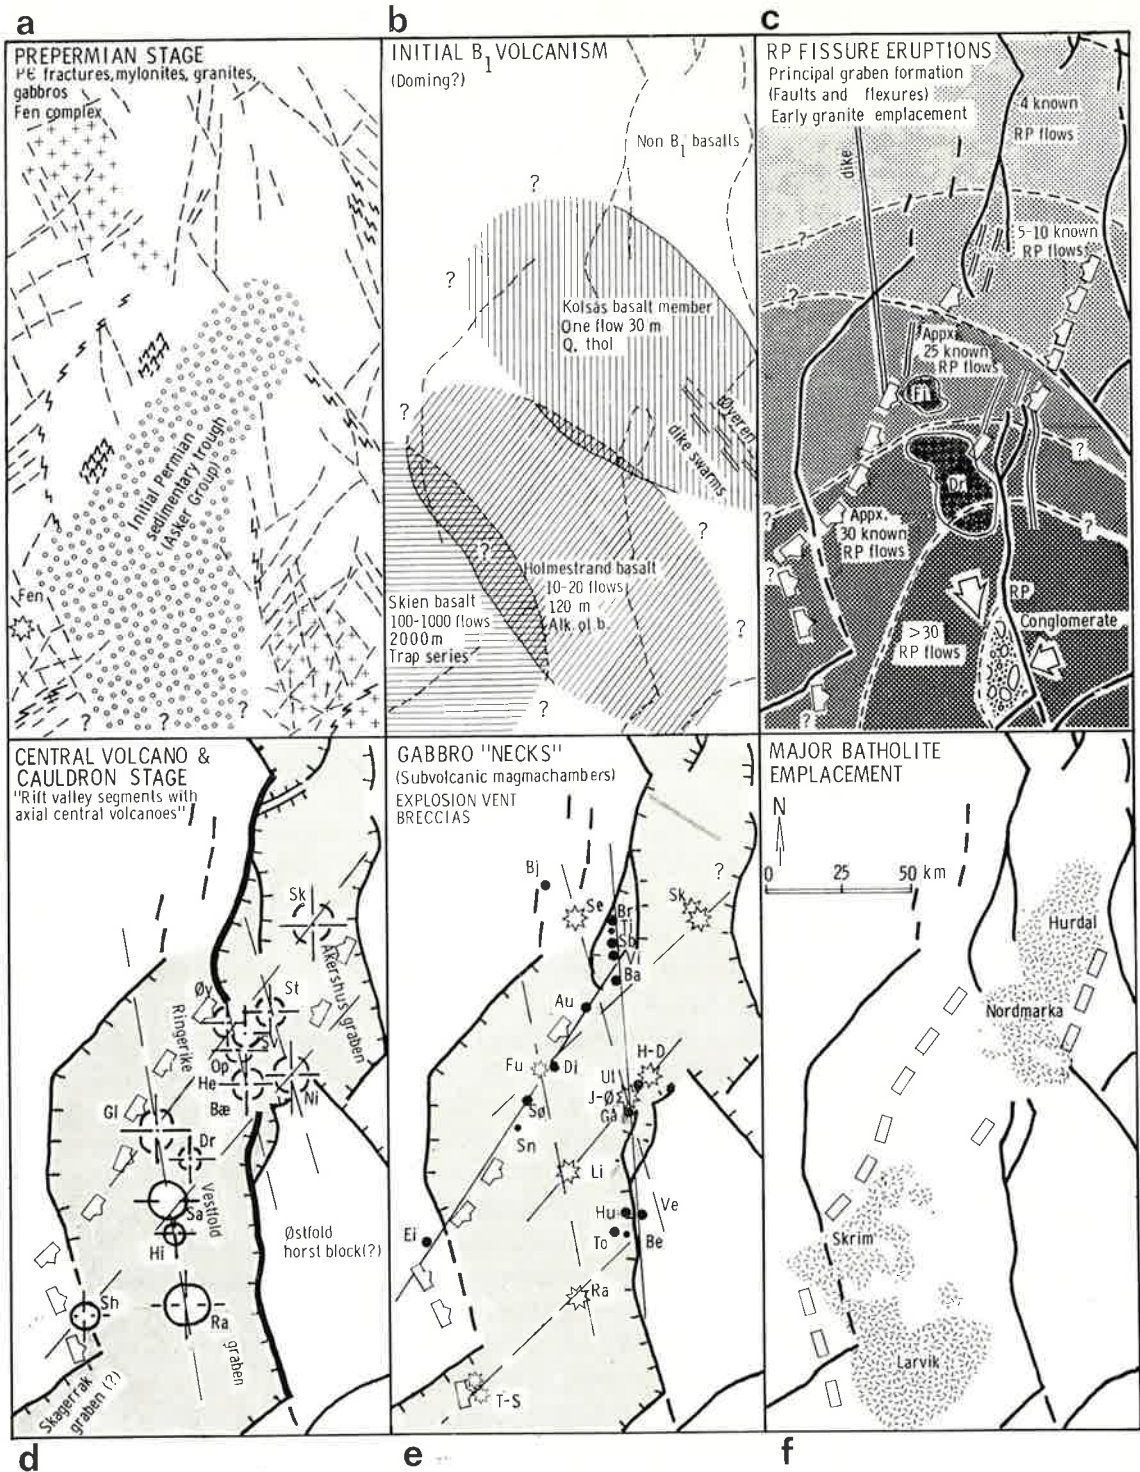 a
PREPERMIAN STAGE
PЄ fractures, mylonites, granites,
gabbros
Fen complex
Initial Permian
sedimentary trough
(Asker Group)
Fen
X
?
?
?
b
INITIAL B1 VOLCANISM
(Doming?)
Non B1 basalts
?
?
Kolsås basalt member
One flow 30 m
Q. thol
Øyeren
dike swarms
?
?
?
Holmestrand basalt
10-20 flows
120 m
Alk. ol. b.
Skien basalt
100-1000 flows
2000m
Trap series
?
?
c
RP FISSURE ERUPTIONS
Principal graben formation
(Faults and flexures)
Early granite emplacement
dike
4 known
RP flows
5-10 known
RP flows
?
?
Appx.
25 known
RP flows
Fj
?
Dr
?
Appx.
30 known
RP flows
?
?
RP
Conglomerate
>30
RP flows
?
CENTRAL VOLCANO &
CAULDRON STAGE
"Rift valley segments with
axial central volcanoes"
Sk
Akershus graben
Øy
St
Ringerike
Op
He
Bæ
Ni
Gl
Dr
Vestfold
Sa
Hi
Østfold
horst block(?)
Sh
Ra
graben
Skagerrak
graben (?)
d
GABBRO "NECKS"
(Subvolcanic magmachambers)
EXPLOSION VENT
BRECCIAS
Bj
?
Se
Sk
Br
Ti
Sb
Vi
Ba
Au
H-D
Fu
Di
Ul
J-Ø
Gå
Sø
Sn
Li
Hu
Ve
To
Be
Ei
Ra
T-S
e
MAJOR BATHOLITE
EMPLACEMENT
N
0 25 50 km
Hurdal
Nordmarka
Skrim
Larvik
f